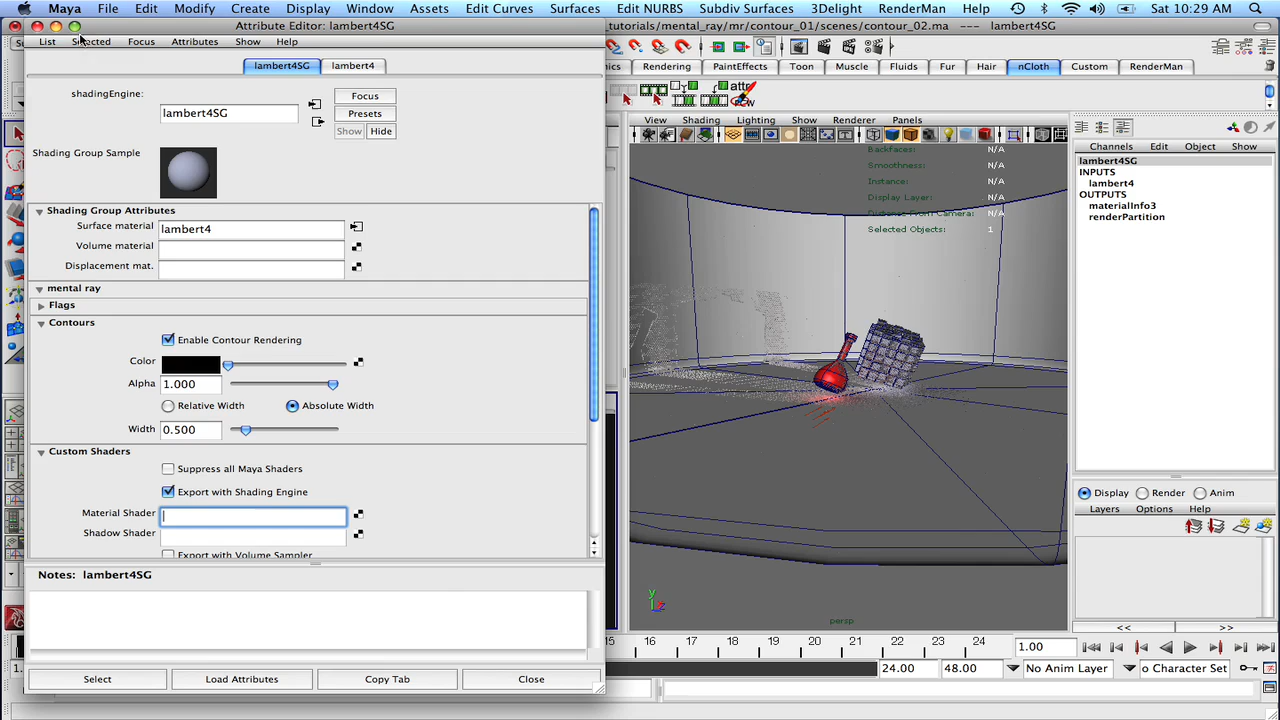 Maya File Edit Modify Create Display Window Assets Edit Curves Surfaces Edit NURBS Subdiv Surfaces 3Delight RenderMan Sat 10:29 AM
Attribute Editor: lambert4SG
_tutorials/mental_ray/mr/contour_01/scenes/contour_02.ma --- lambert4SG
List Selected Focus Attributes Show Help
lambert4SG lambert4
Rendering PaintEffects Toon Muscle Fluids Fur Hair nCloth Custom RenderMan
shadingEngine:
lambert4SG
Focus
Presets
Show Hide
Shading Group Sample
View Shading Lighting Show Renderer Panels
Channels Edit Object Show
Backfaces: N/A
Smoothness: N/A
Instance: N/A
Display Layer: N/A
Distance From Camera: N/A
Selected Objects: 1
lambert4SG
INPUTS
lambert4
OUTPUTS
materialInfo3
renderPartition
Shading Group Attributes
Surface material lambert4
Volume material
Displacement mat.
mental ray
Flags
Contours
Enable Contour Rendering
Color
Alpha 1.000
Relative Width Absolute Width
Width 0.500
Custom Shaders
Suppress all Maya Shaders
Export with Shading Engine
Material Shader
Shadow Shader
Export with Volume Sampler
Notes: lambert4SG
Select Load Attributes Copy Tab Close
y
z
persp
Display Render Anim
Layers Options Help
<< >>
15 16 17 18 19 20 21 22 23 24 1.00
24.00 48.00 No Anim Layer o Character Set